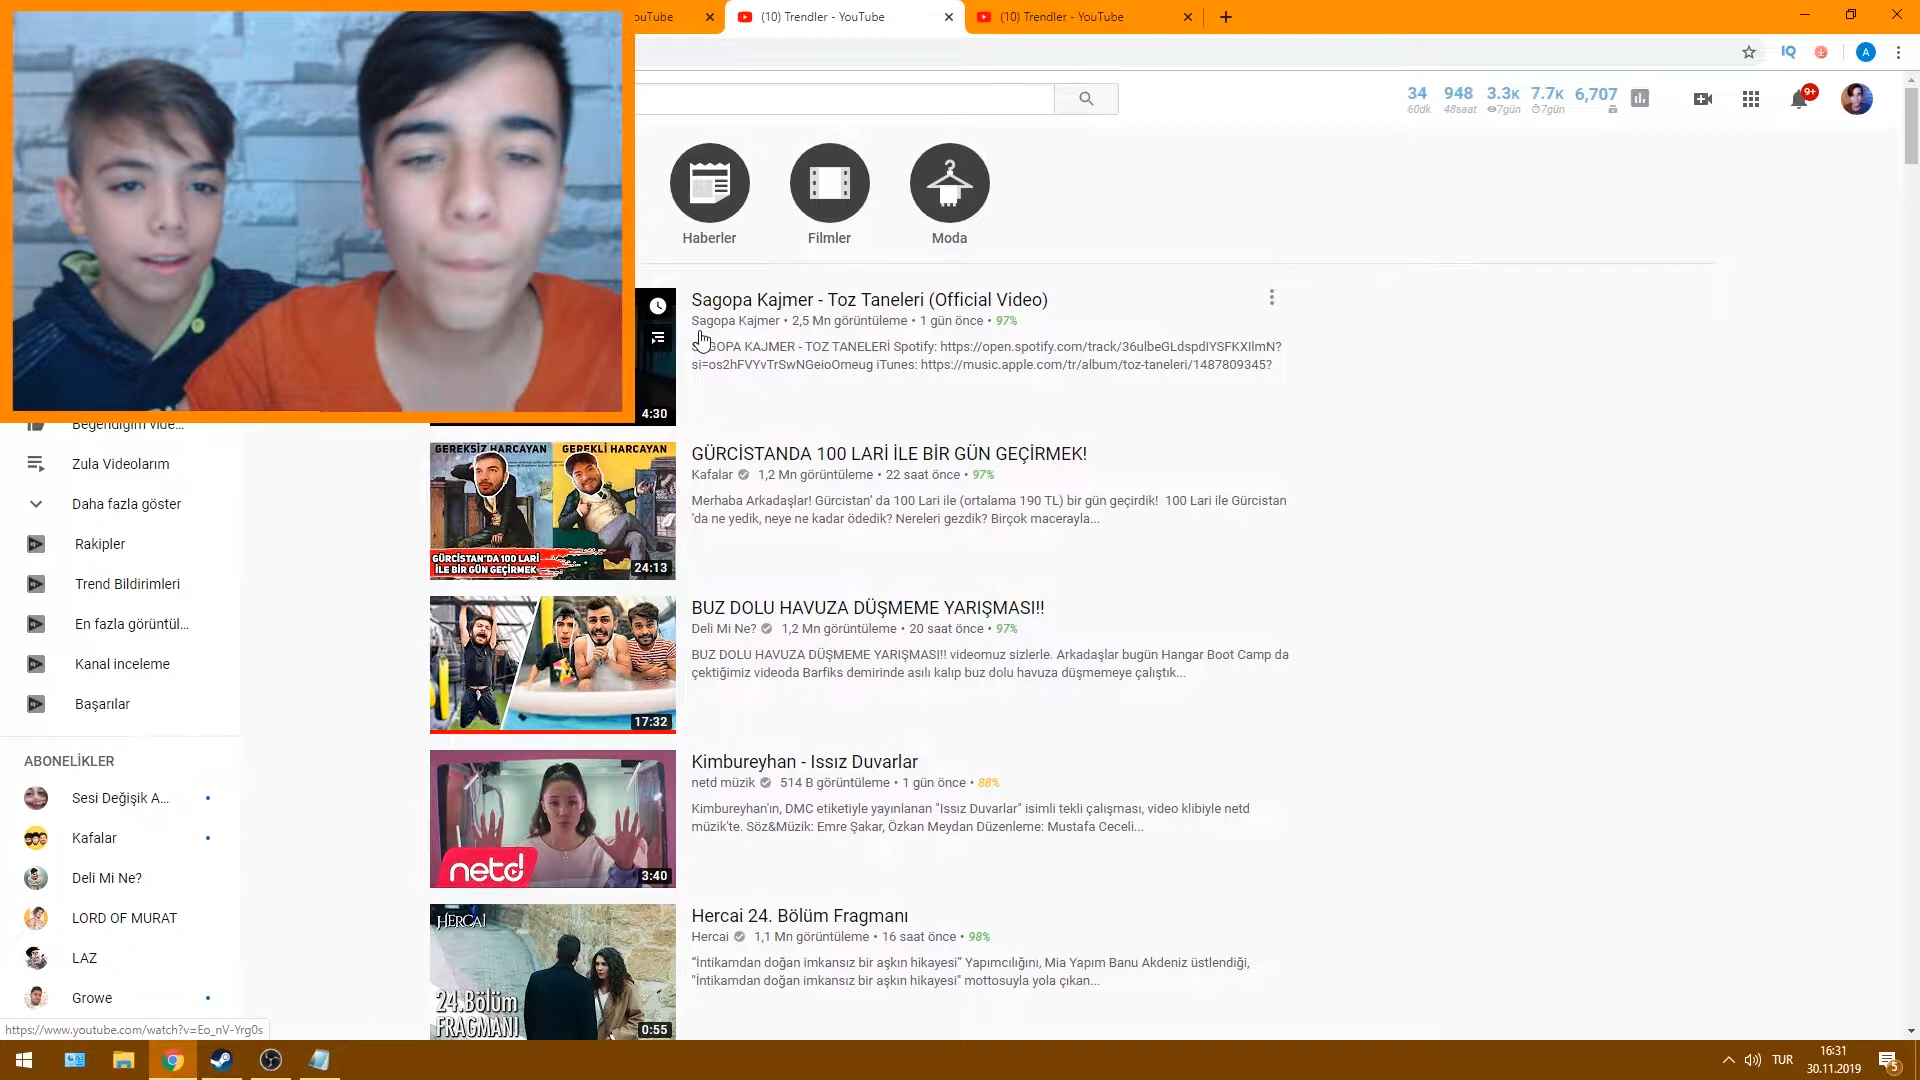 ouTube
(10) Trendler - YouTube
(10) Trendler - YouTube
IQ
A
34
60dk
948
48saat
3.3K
7gün
7.7K
7gün
6,707
9+
Haberler
Filmler
Moda
4:30
Sagopa Kajmer - Toz Taneleri (Official Video)
Sagopa Kajmer • 2,5 Mn görüntüleme • 1 gün önce • 97%
OPA KAJMER - TOZ TANELERİ Spotify: https://open.spotify.com/track/36ulbeGLdspdIYSFKXIlmN?
si=os2hFVYvTrSwNGeioOmeug iTunes: https://music.apple.com/tr/album/toz-taneleri/1487809345?
Beğendiğim vide...
Zula Videolarım
Daha fazla göster
Rakipler
Trend Bildirimleri
En fazla görüntül...
Kanal inceleme
Başarılar
ABONELİKLER
Sesi Değişik A...
Kafalar
Deli Mi Ne?
LORD OF MURAT
LAZ
Growe
GEREKSİZ HARCAYAN
GEREKLİ HARCAYAN
GÜRCİSTAN'DA 100 LARİ
İLE BİR GÜN GEÇİRMEK
24:13
GÜRCİSTANDA 100 LARİ İLE BİR GÜN GEÇİRMEK!
Kafalar 1,2 Mn görüntüleme • 22 saat önce • 97%
Merhaba Arkadaşlar! Gürcistan' da 100 Lari ile (ortalama 190 TL) bir gün geçirdik! 100 Lari ile Gürcistan
'da ne yedik, neye ne kadar ödedik? Nereleri gezdik? Birçok macerayla...
17:32
BUZ DOLU HAVUZA DÜŞMEME YARIŞMASI!!
Deli Mi Ne? 1,2 Mn görüntüleme • 20 saat önce • 97%
BUZ DOLU HAVUZA DÜŞMEME YARIŞMASI!! videomuz sizlerle. Arkadaşlar bugün Hangar Boot Camp da
çektiğimiz videoda Barfiks demirinde asılı kalıp buz dolu havuza düşmemeye çalıştık...
netd
3:40
Kimbureyhan - Issız Duvarlar
netd müzik 514 B görüntüleme • 1 gün önce • 88%
Kimbureyhan'ın, DMC etiketiyle yayınlanan "Issız Duvarlar" isimli tekli çalışması, video klibiyle netd
müzik'te. Söz&Müzik: Emre Şakar, Özkan Meydan Düzenleme: Mustafa Ceceli...
HERCAİ
24.Bölüm
FRAGMANI
0:55
Hercai 24. Bölüm Fragmanı
Hercai 1,1 Mn görüntüleme • 16 saat önce • 98%
"İntikamdan doğan imkansız bir aşkın hikayesi" Yapımcılığını, Mia Yapım Banu Akdeniz üstlendiği,
"İntikamdan doğan imkansız bir aşkın hikayesi" mottosuyla yola çıkan...
https://www.youtube.com/watch?v=Eo_nV-Yrg0s
TUR
16:31
30.11.2019
5